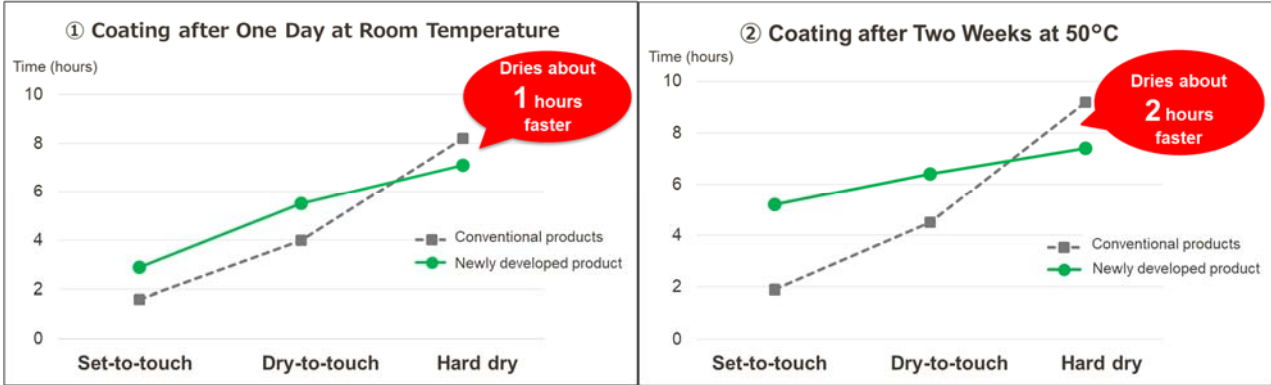 ① Coating after One Day at Room Temperature
Time (hours)
Dries about
1 hours
faster
10
8
6
4
2
0
Conventional products
Newly developed product
Set-to-touch Dry-to-touch Hard dry
② Coating after Two Weeks at 50°C
Time (hours)
Dries about
2 hours
faster
10
8
6
4
2
0
Conventional products
Newly developed product
Set-to-touch Dry-to-touch Hard dry